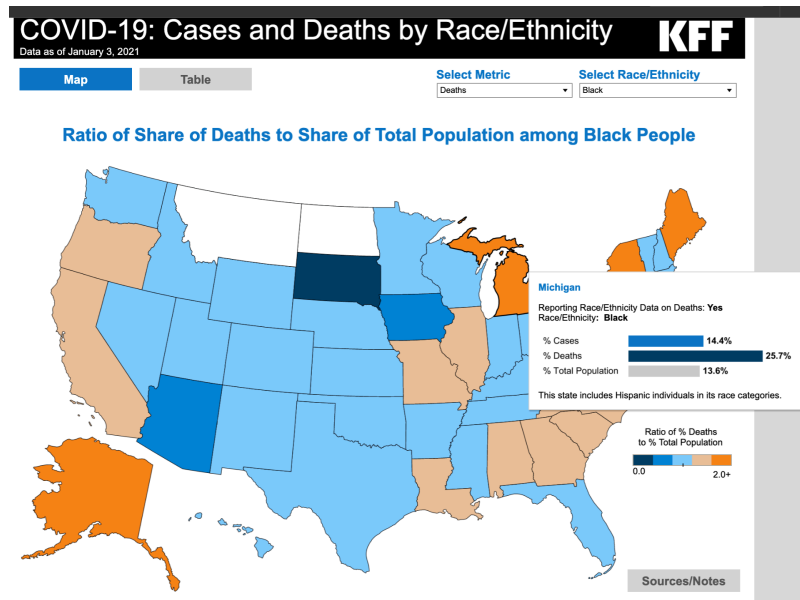 COVID-19: Cases and Deaths by Race/Ethnicity
KFF
Data as of January 3, 2021
Map
Table
Select Metric
Select Race/Ethnicity
Deaths
Black
Ratio of Share of Deaths to Share of Total Population among Black People
Michigan
Reporting Race/Ethnicity Data on Deaths: Yes
Race/Ethnicity: Black
% Cases 14.4%
% Deaths 25.7%
% Total Population 13.6%
This state includes Hispanic individuals in its race categories.
Ratio of % Deaths
to % Total Population
0.0
2.0+
Sources/Notes